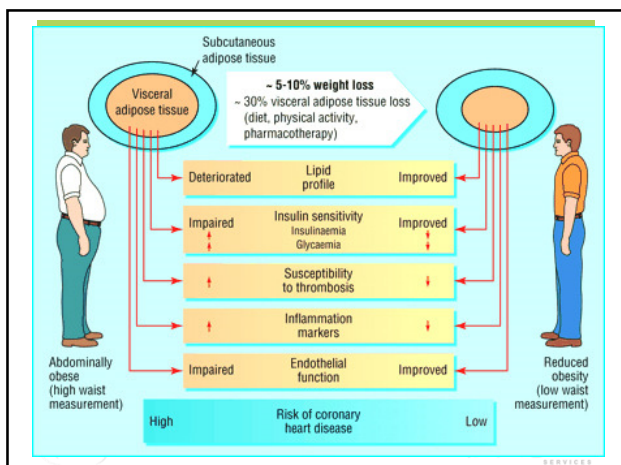 Subcutaneous
adipose tissue
Visceral
adipose tissue
~ 5-10% weight loss
~ 30% visceral adipose tissue loss
(diet, physical activity,
pharmacotherapy)
Deteriorated Lipid Improved
profile
Impaired Insulin sensitivity Improved
Insulinaemia
Glycaemia
Susceptibility
to thrombosis
Inflammation
markers
Impaired Endothelial Improved
function
Abdominally
obese
(high waist
measurement)
Reduced
obesity
(low waist
measurement)
High Risk of coronary Low
heart disease
SERVICES